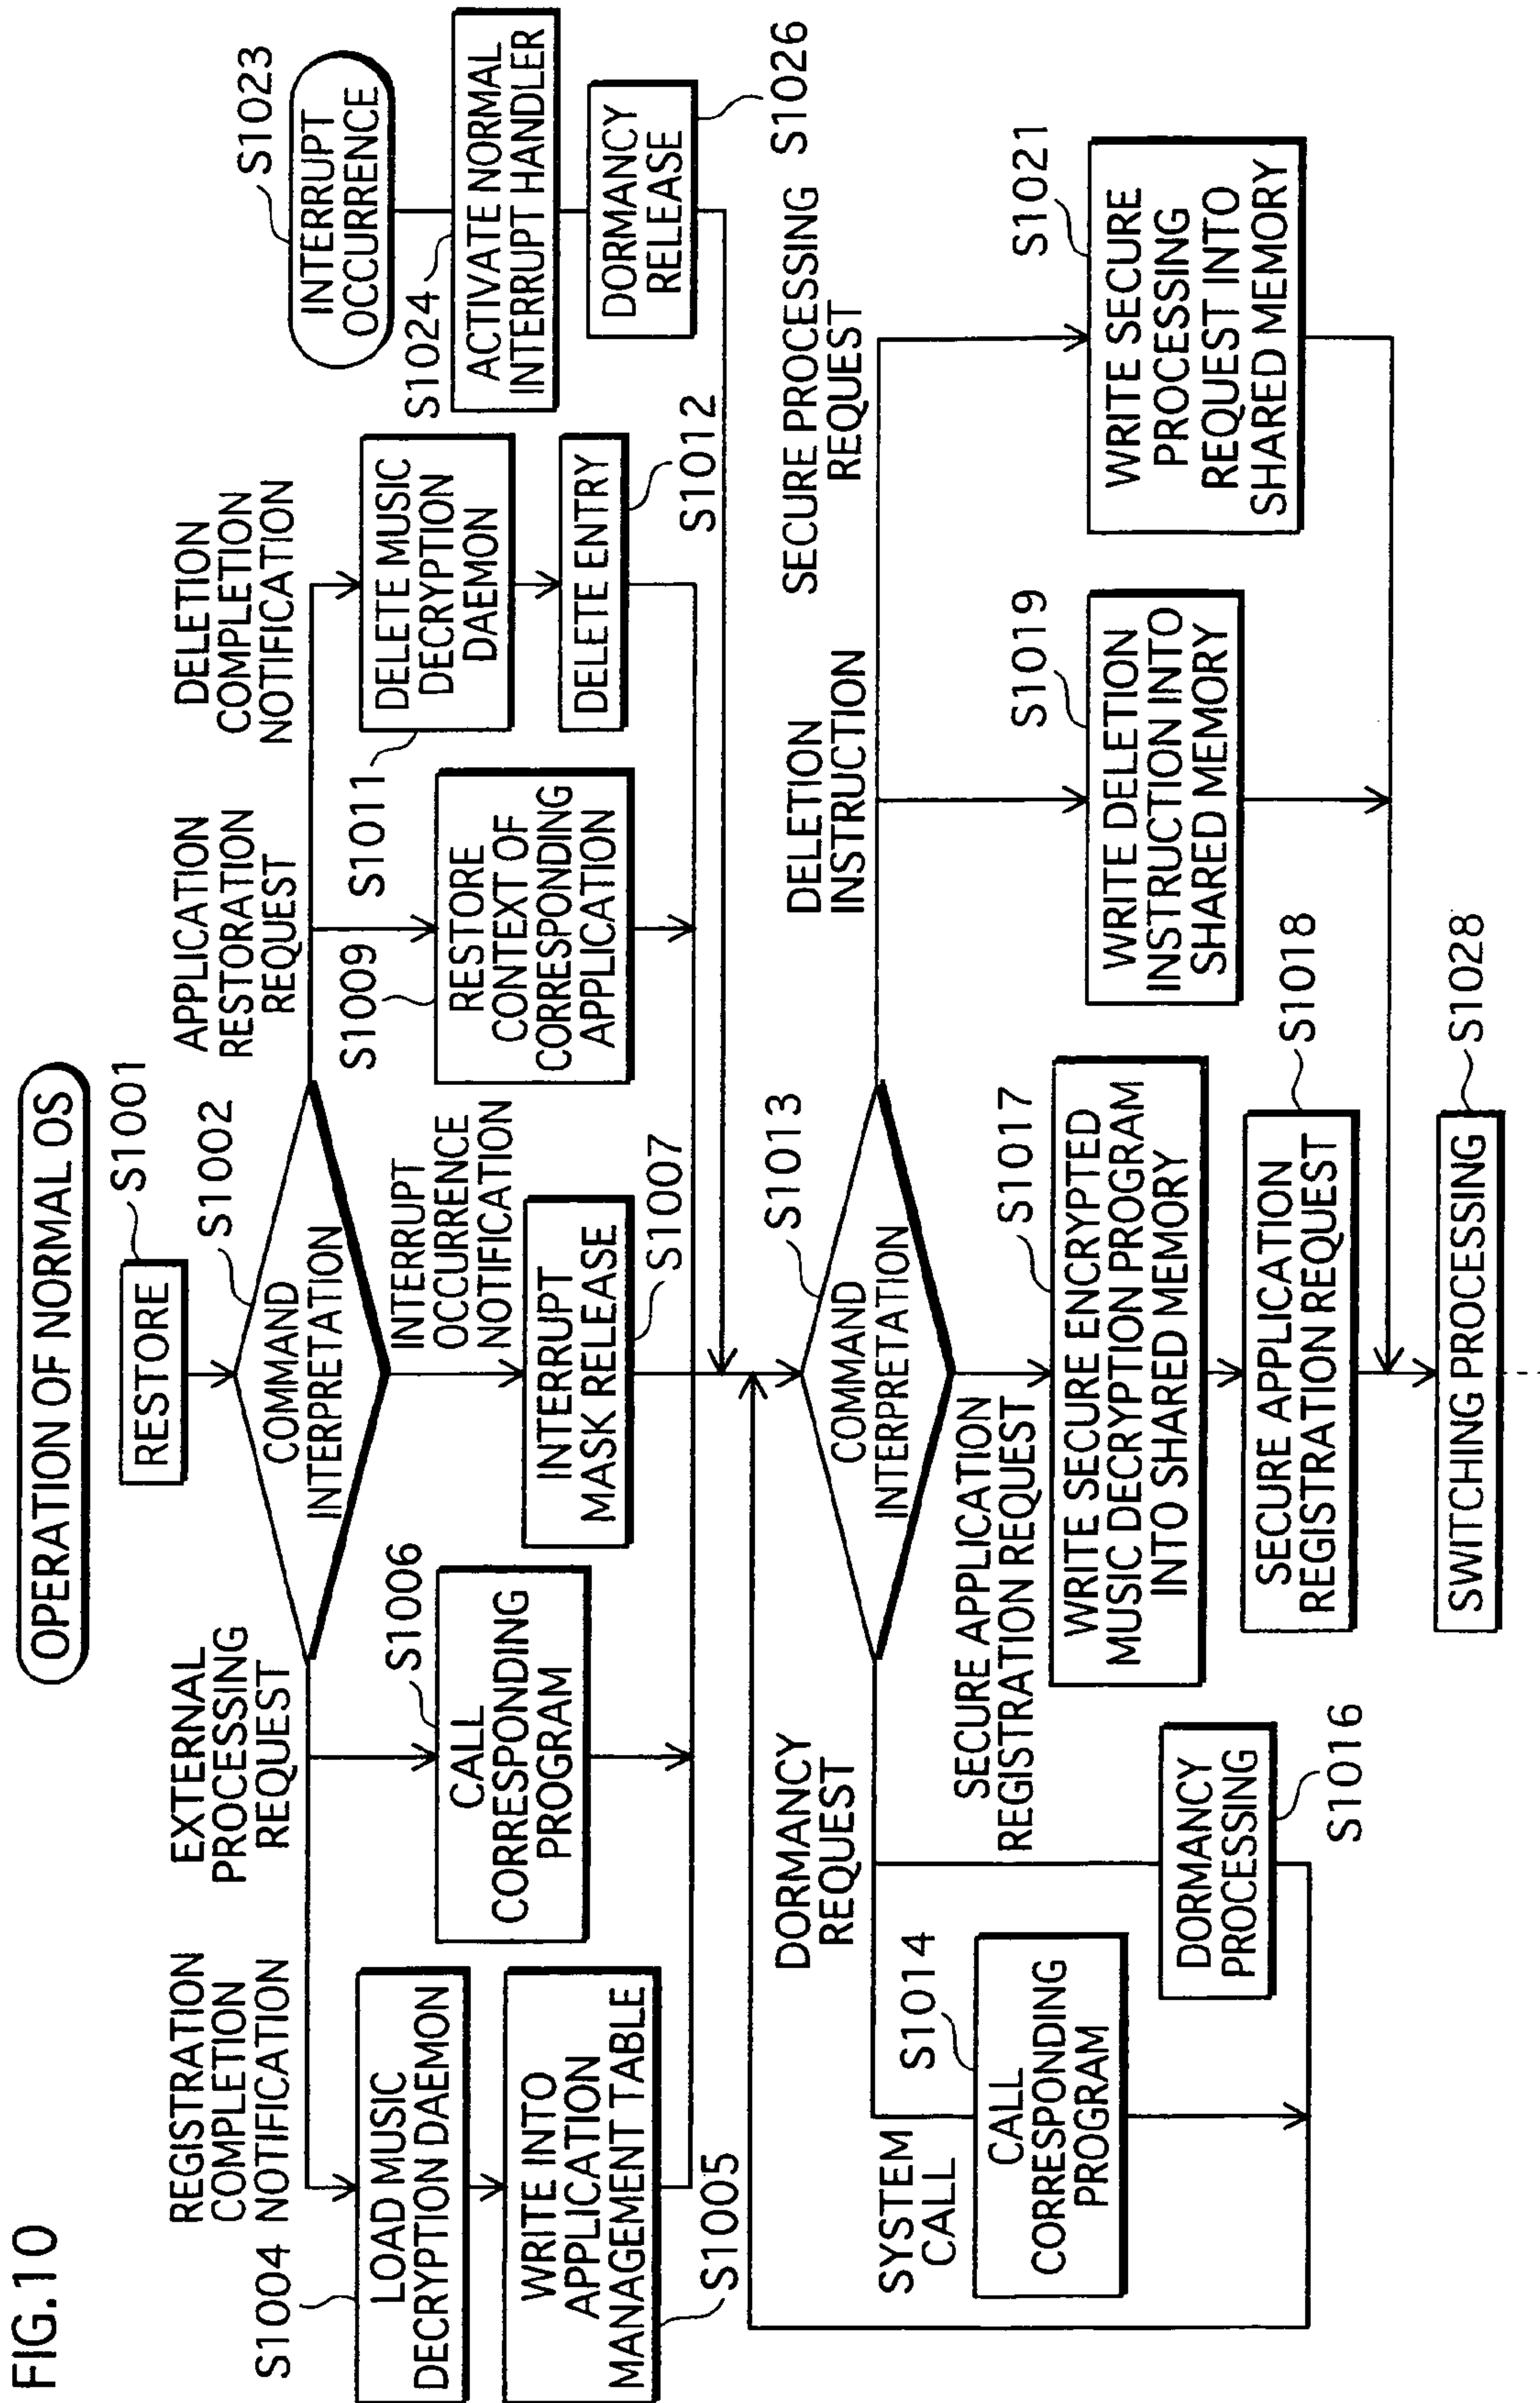 FIG.10
OPERATION OF NORMAL OS
RESTORE
S1001
COMMAND
INTERPRETATION
S1002
REGISTRATION
COMPLETION
NOTIFICATION
S1004
LOAD MUSIC
DECRYPTION DAEMON
WRITE INTO
APPLICATION
MANAGEMENT TABLE
S1005
EXTERNAL
PROCESSING
REQUEST
S1006
CALL
CORRESPONDING
PROGRAM
INTERRUPT
OCCURRENCE
NOTIFICATION
INTERRUPT
MASK RELEASE
S1007
APPLICATION
RESTORATION
REQUEST
S1009
RESTORE
CONTEXT OF
CORRESPONDING
APPLICATION
DELETION
COMPLETION
NOTIFICATION
S1011
DELETE MUSIC
DECRYPTION
DAEMON
DELETE ENTRY
S1012
S1023
INTERRUPT
OCCURRENCE
S1024
ACTIVATE NORMAL
INTERRUPT HANDLER
DORMANCY
RELEASE
S1026
COMMAND
INTERPRETATION
S1013
SYSTEM
CALL
S1014
CALL
CORRESPONDING
PROGRAM
DORMANCY
REQUEST
DORMANCY
PROCESSING
S1016
SECURE APPLICATION
REGISTRATION REQUEST
S1017
WRITE SECURE ENCRYPTED
MUSIC DECRYPTION PROGRAM
INTO SHARED MEMORY
SECURE APPLICATION
REGISTRATION REQUEST
S1018
DELETION
INSTRUCTION
S1019
WRITE DELETION
INSTRUCTION INTO
SHARED MEMORY
SECURE PROCESSING
REQUEST
S1021
WRITE SECURE
PROCESSING
REQUEST INTO
SHARED MEMORY
SWITCHING PROCESSING
S1028